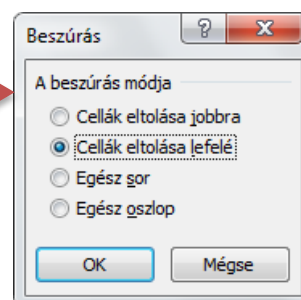 Beszúrás
A beszúrás módja
Cellák eltolása jobbra
Cellák eltolása lefelé
Egész sor
Egész oszlop
OK Mégse